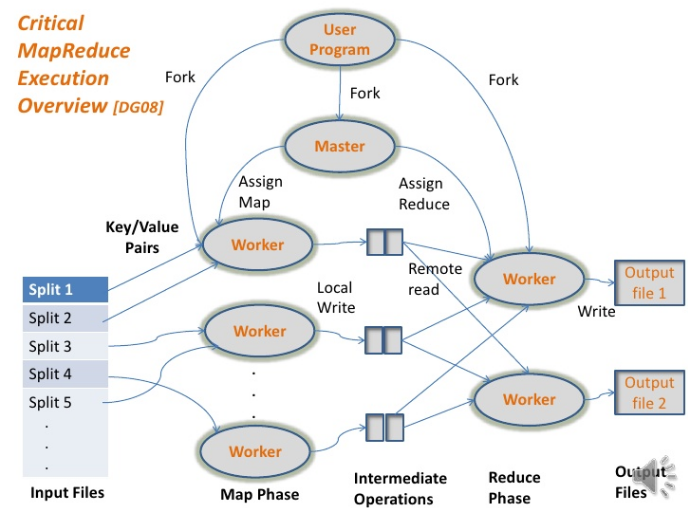 Critical
MapReduce
Execution
Overview [DG08]
User
Program
Fork
Fork
Fork
Master
Assign
Map
Assign
Reduce
Key/Value
Pairs
Worker
Remote
read
Worker
Output
file 1
Write
Split 1
Split 2
Split 3
Split 4
Split 5
.
.
.
Local
Write
Worker
.
.
.
Worker
Worker
Output
file 2
Input Files
Map Phase
Intermediate
Operations
Reduce
Phase
Output
Files